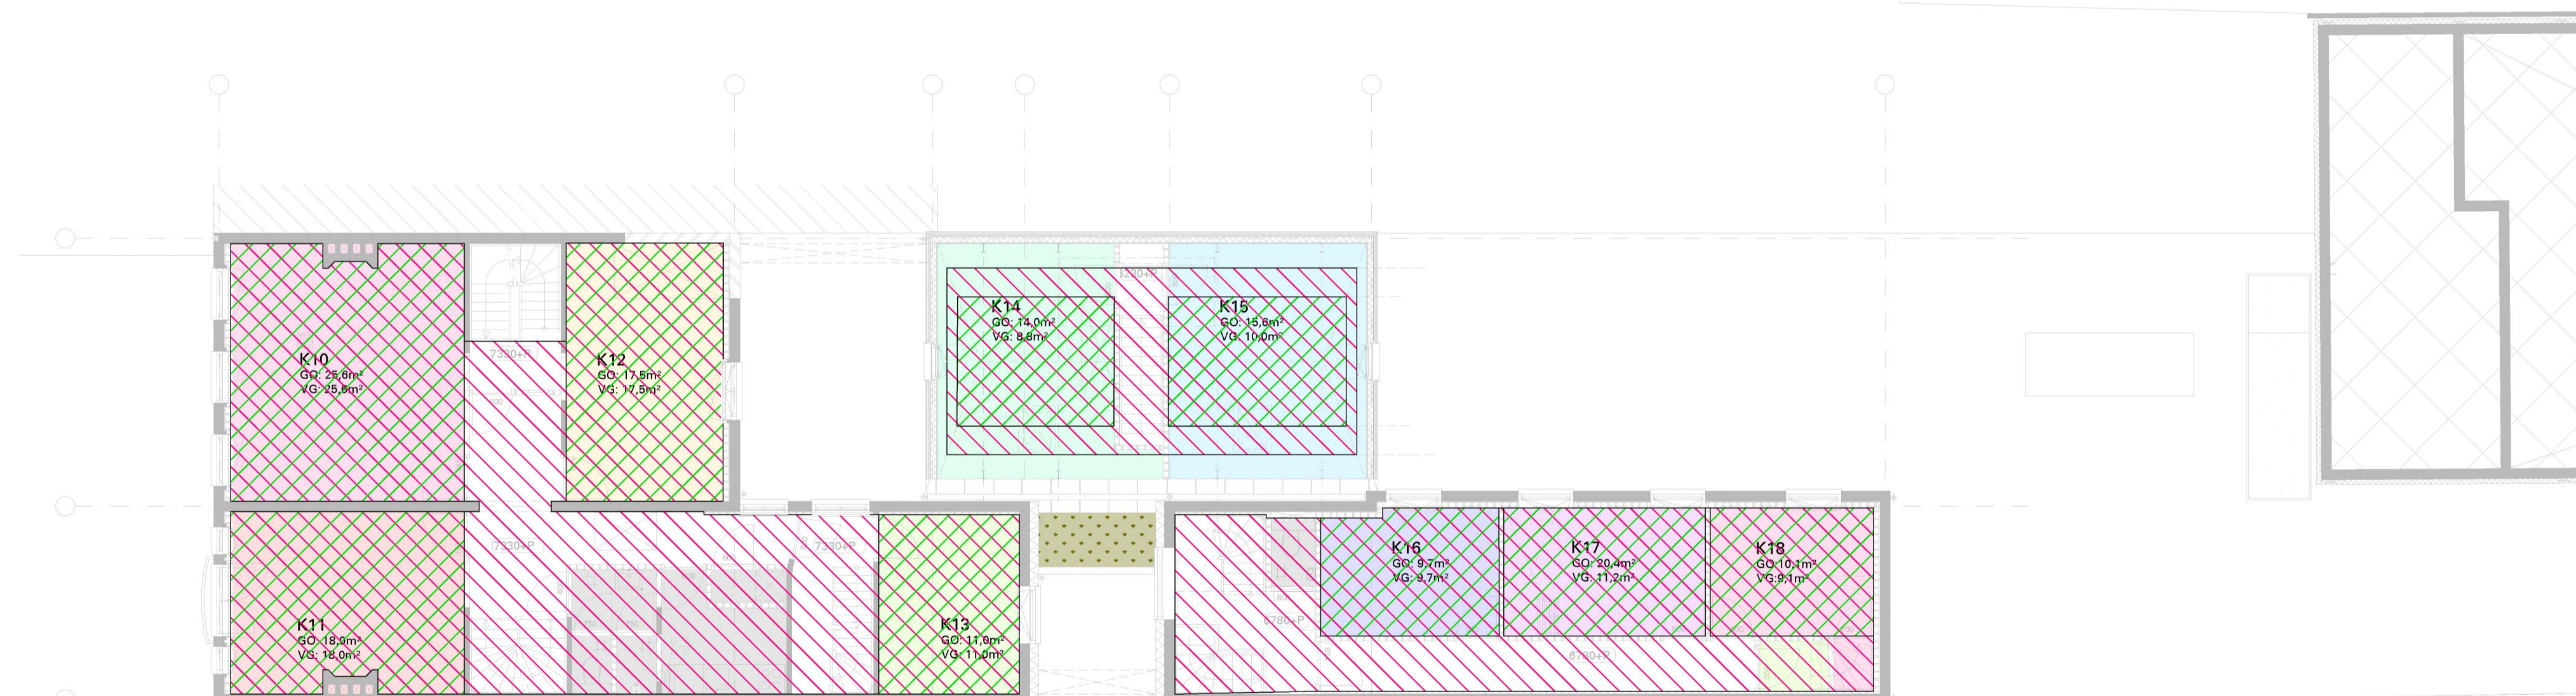 K10
GO: 25,6m²
VG: 25,6m²
7330+P
800
K12
GO: 17,5m²
VG: 17,5m²
K14
GO: 14,0m²
VG: 8,8m²
K15
GO: 15,6m²
VG: 10,0m²
K11
GO: 18,0m²
VG: 18,0m²
7330+P
7330+P
K13
GO: 11,0m²
VG: 11,0m²
6780+P
K16
GO: 9,7m²
VG: 9,7m²
K17
GO: 20,4m²
VG: 11,2m²
K18
GO:10,1m²
VG:9,1m²
6780+P